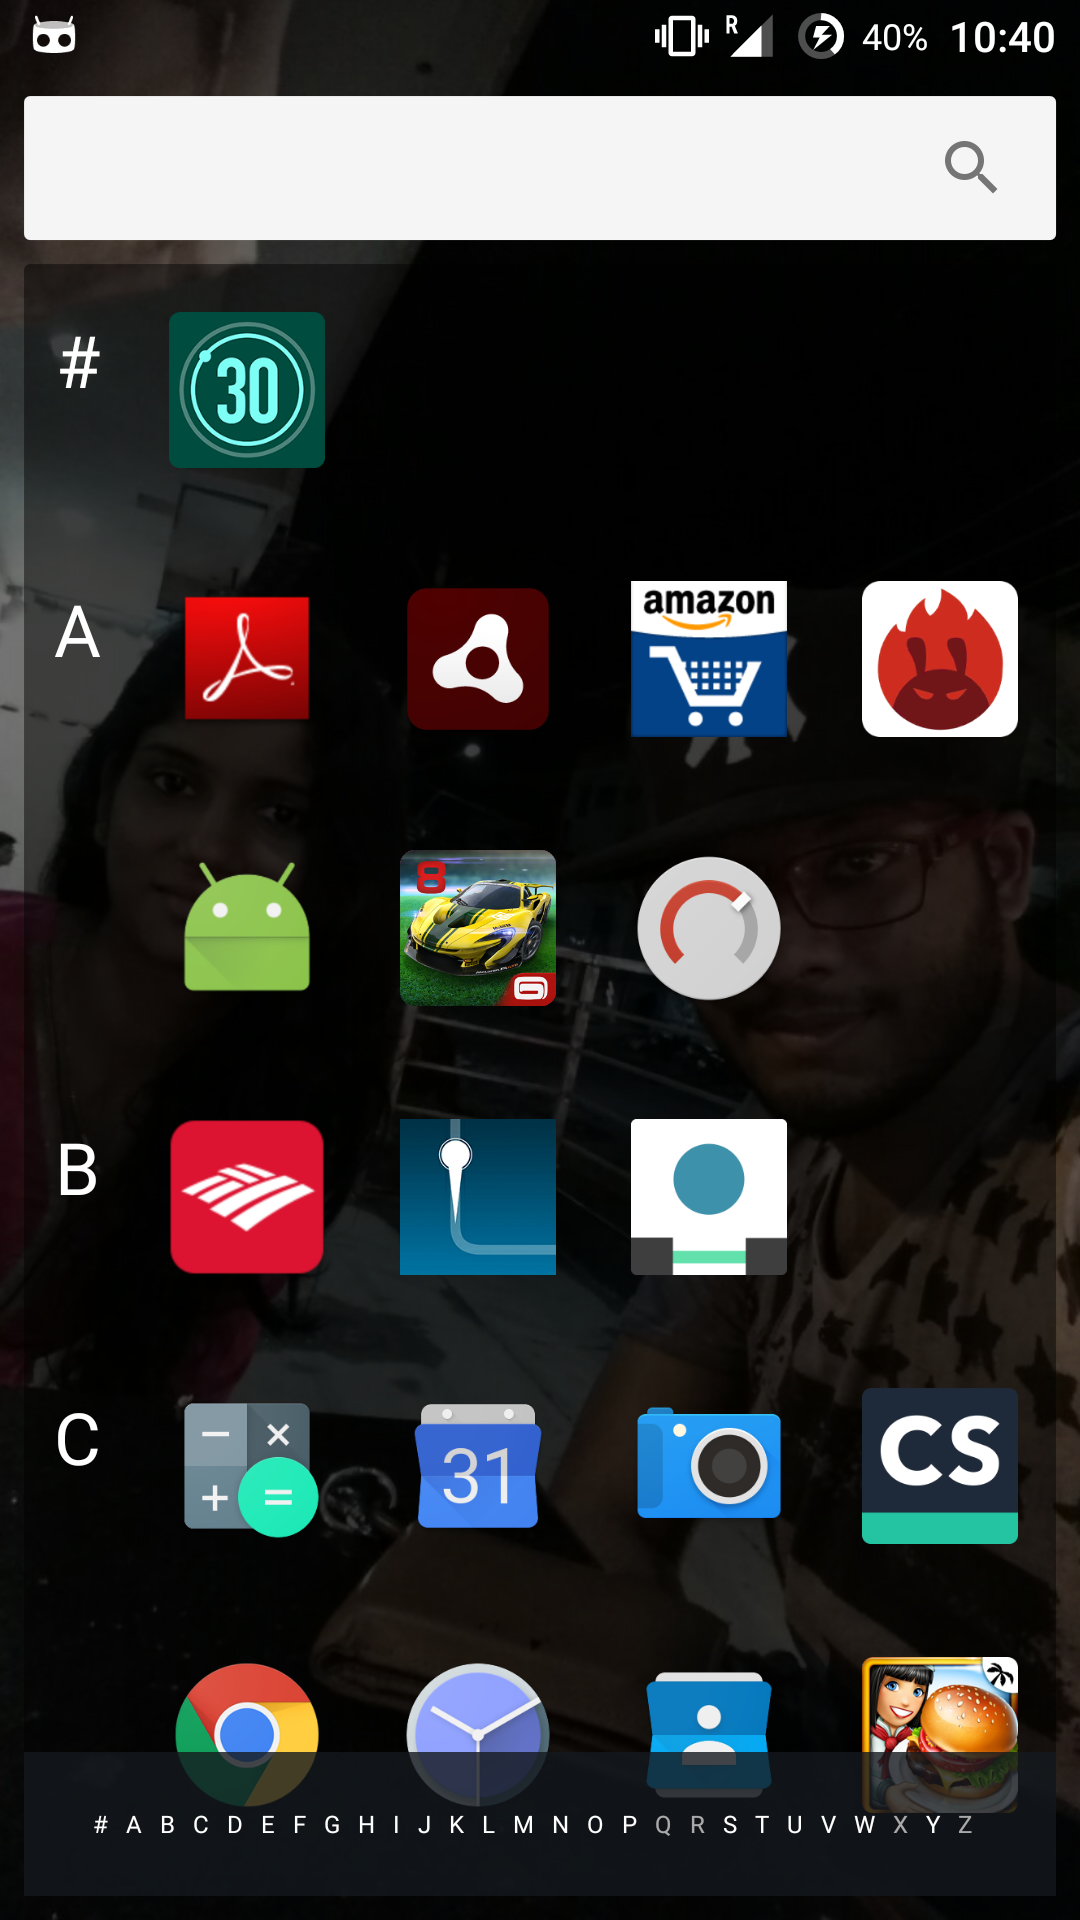 R 40% 10:40
# 30
A amazon
8
B
C − × + = 31 CS
# A B C D E F G H I J K L M N O P Q R S T U V W X Y Z